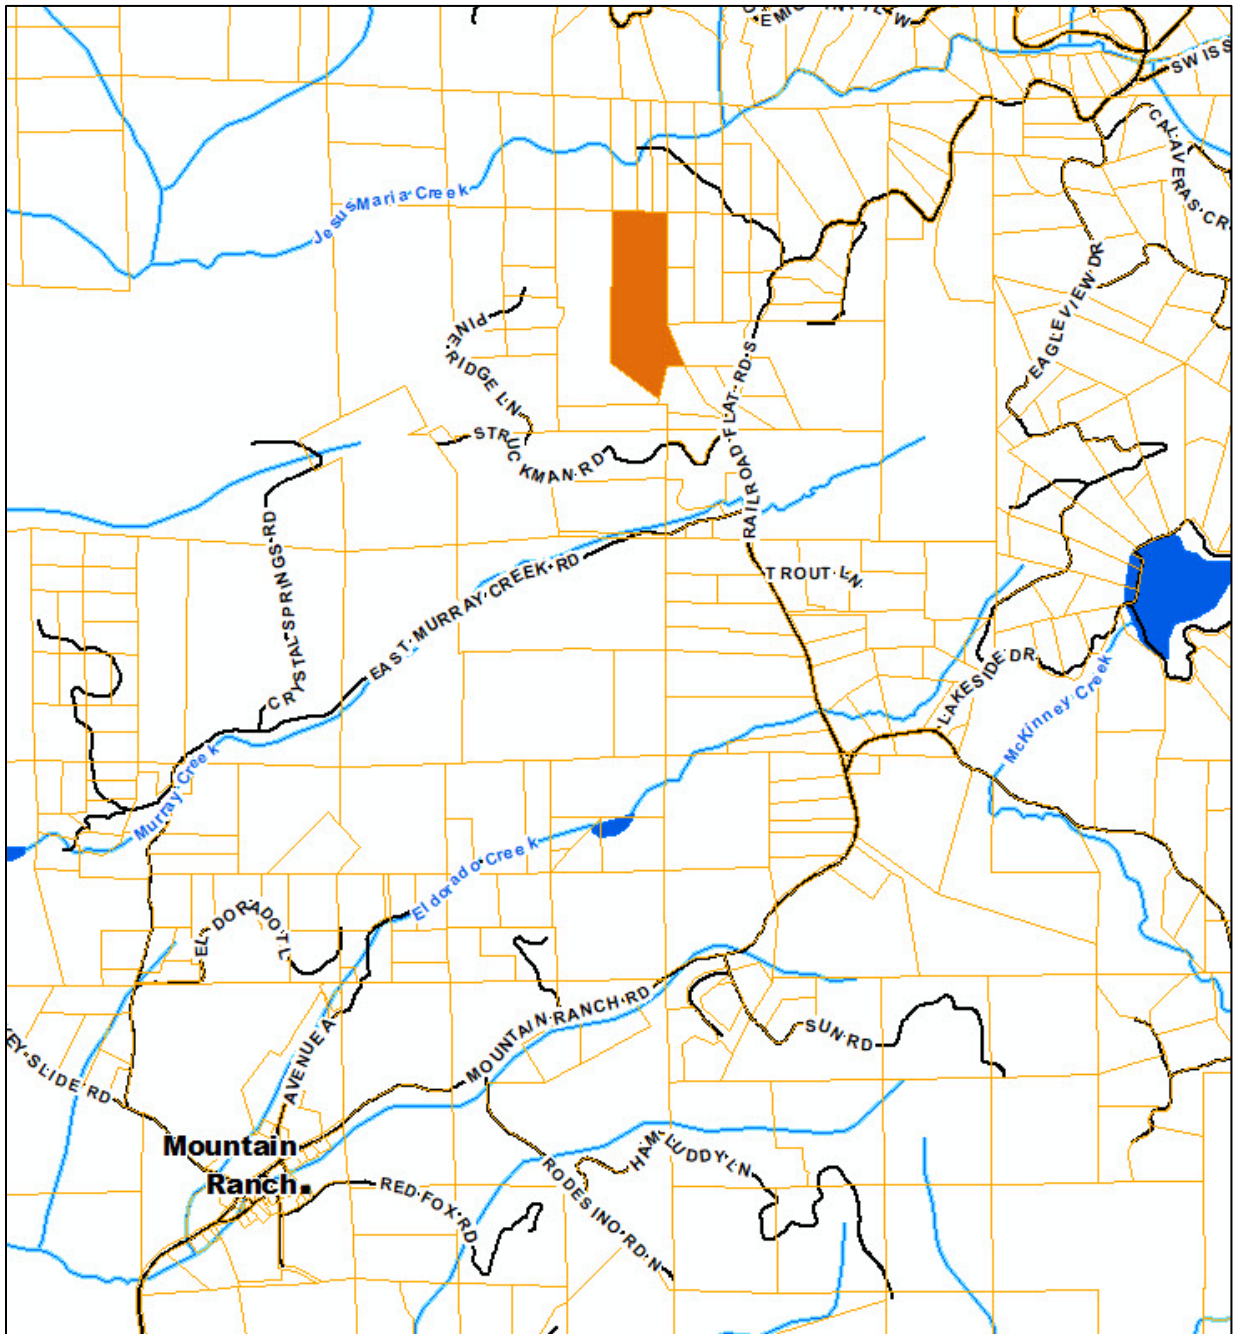 SWISS
CALAVERAS CR
Jesus Maria Creek
EAGLEVIEW DR
PINE RIDGE LN
RAILROAD FLAT RD S
STRUCKMAN RD
CRYSTAL SPRINGS RD
EAST MURRAY CREEK RD
TROUT LN
LAKESIDE DR
McKinney Creek
Murray Creek
Eldorado Creek
EL DORADO TL
AVENUE A
MOUNTAIN RANCH RD
SUN RD
EY SLIDE RD
Mountain
Ranch
HAM LUDDY LN
RODESINO RD N
RED FOX RD